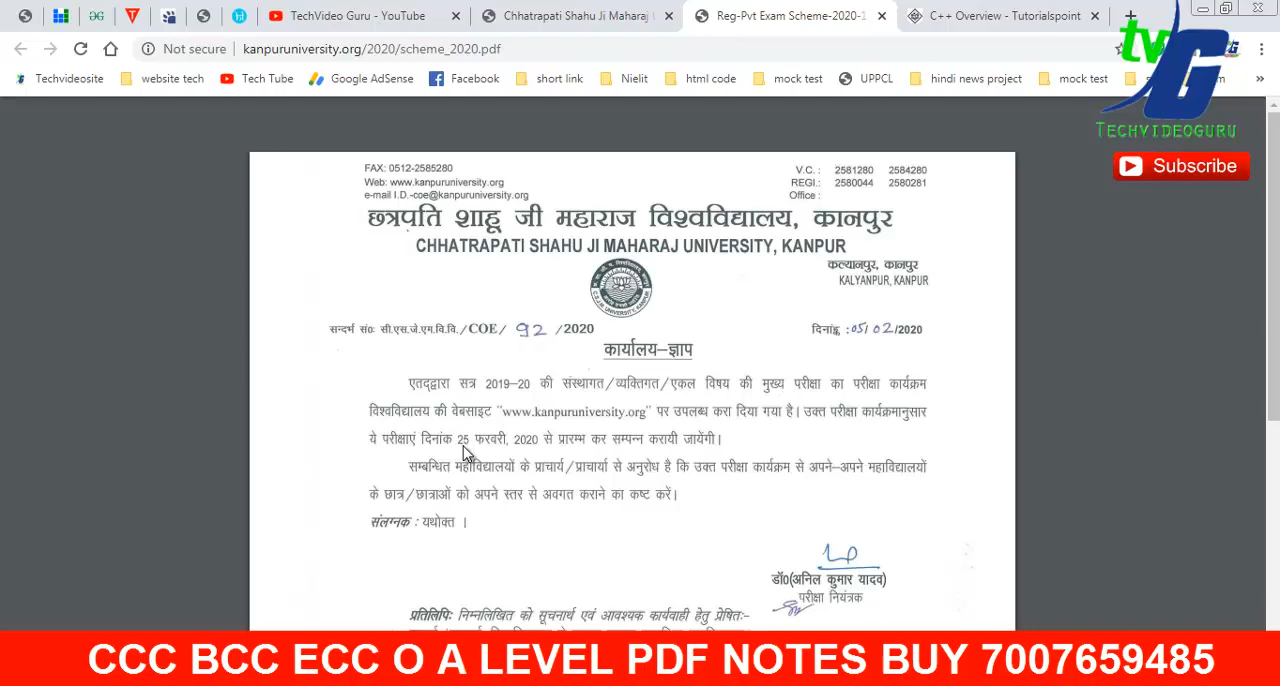 TechVideo Guru - YouTube
Chhatrapati Shahu Ji Maharaj
Reg-Pvt Exam Scheme-2020-1
C++ Overview - Tutorialspoint
Not secure | kanpuruniversity.org/2020/scheme_2020.pdf
Techvideosite website tech Tech Tube Google AdSense Facebook short link Nielit html code mock test UPPCL hindi news project mock test
TECHVIDEOGURU
Subscribe
FAX: 0512-2585280
Web: www.kanpuruniversity.org
e-mail I.D.-coe@kanpuruniversity.org
V.C. : 2581280 2584280
REGI.: 2580044 2580281
Office :
छत्रपति शाहू जी महाराज विश्वविद्यालय, कानपुर
CHHATRAPATI SHAHU JI MAHARAJ UNIVERSITY, KANPUR
कल्यानपुर, कानपुर
KALYANPUR, KANPUR
सन्दर्भ सं०: सी.एस.जे.एम.वि.वि./COE/ 92 /2020
दिनांक :05/02/2020
कार्यालय-ज्ञाप
एतद्द्वारा सत्र 2019-20 की संस्थागत/व्यक्तिगत/एकल विषय की मुख्य परीक्षा का परीक्षा कार्यक्रम
विश्वविद्यालय की वेबसाइट "www.kanpuruniversity.org" पर उपलब्ध करा दिया गया है। उक्त परीक्षा कार्यक्रमानुसार
ये परीक्षाएं दिनांक 25 फरवरी, 2020 से प्रारम्भ कर सम्पन्न करायी जायेंगी।
सम्बन्धित महाविद्यालयों के प्राचार्य/प्राचार्या से अनुरोध है कि उक्त परीक्षा कार्यक्रम से अपने-अपने महाविद्यालयों
के छात्र/छात्राओं को अपने स्तर से अवगत कराने का कष्ट करें।
संलग्नक : यथोक्त ।
डॉ०(अनिल कुमार यादव)
परीक्षा नियंत्रक
प्रतिलिपिः निम्नलिखित को सूचनार्थ एवं आवश्यक कार्यवाही हेतु प्रेषितः-
CCC BCC ECC O A LEVEL PDF NOTES BUY 7007659485